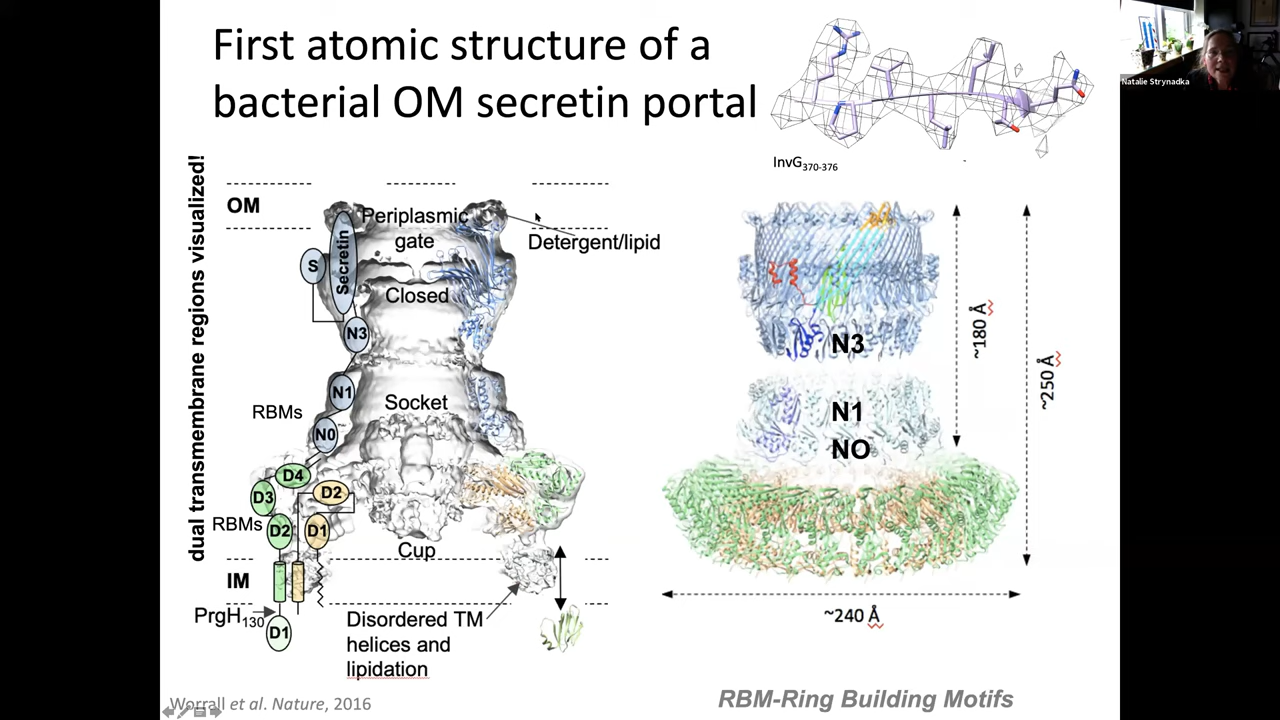 First atomic structure of a
bacterial OM secretin portal
Natalie Strynadka
InvG370-376
dual transmembrane regions visualized!
OM
Periplasmic
gate
Detergent/lipid
S
Secretin
Closed
N3
N1
Socket
RBMs
N0
D4
D3
D2
RBMs
D2
D1
Cup
IM
PrgH130
D1
Disordered TM
helices and
lipidation
N3
N1
NO
~180 Å
~250 Å
~240 Å
Worrall et al. Nature, 2016
RBM-Ring Building Motifs